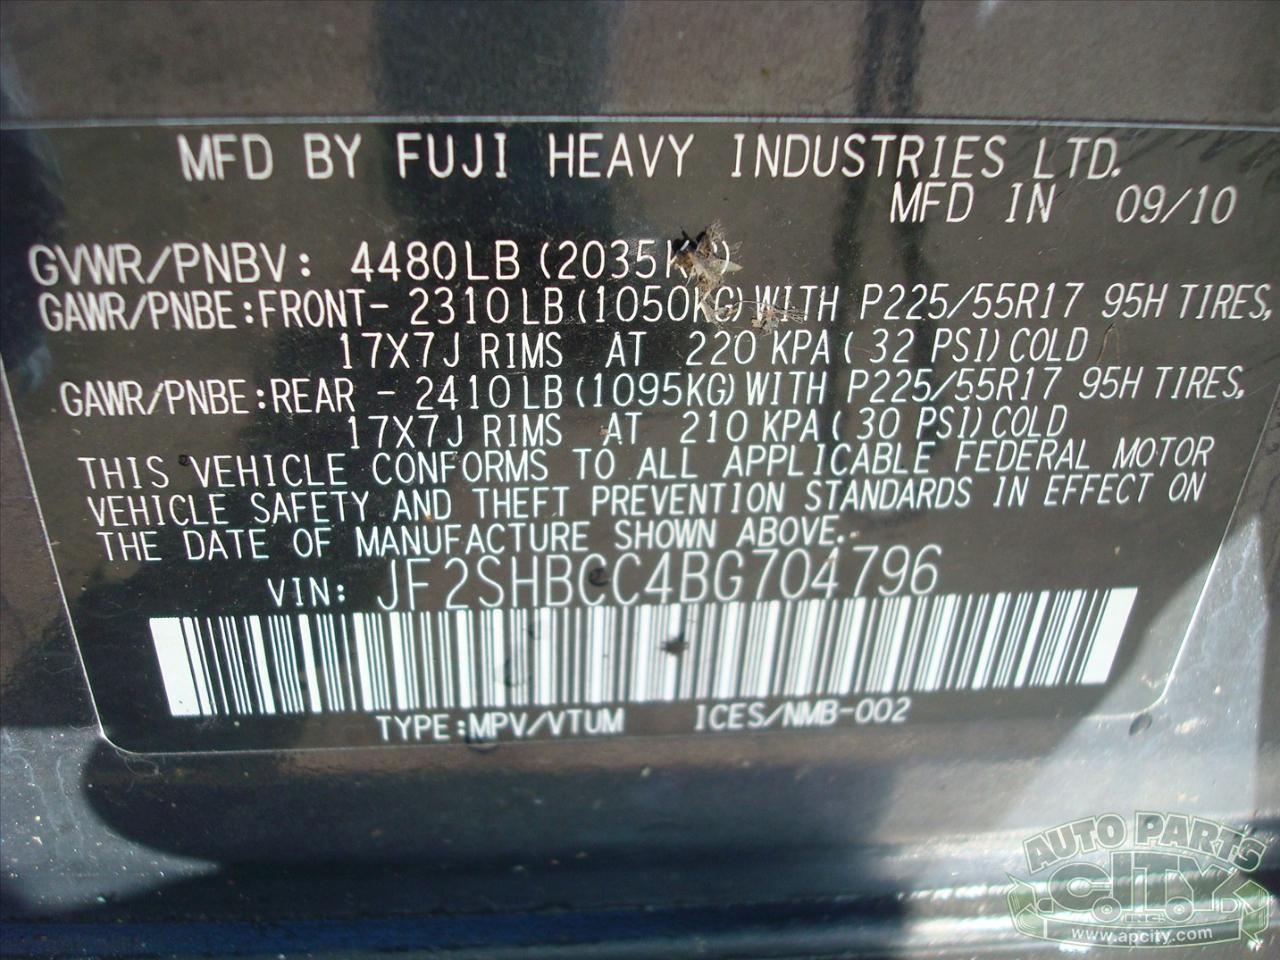 MFD BY FUJI HEAVY INDUSTRIES LTD.
MFD IN 09/10
GVWR/PNBV: 4480LB (2035KG)
GAWR/PNBE:FRONT- 2310LB(1050KG)WITH P225/55R17 95H TIRES,
17X7J RIMS AT 220 KPA( 32 PSI)COLD
GAWR/PNBE:REAR - 2410LB(1095KG)WITH P225/55R17 95H TIRES,
17X7J RIMS AT 210 KPA( 30 PSI)COLD
THIS VEHICLE CONFORMS TO ALL APPLICABLE FEDERAL MOTOR
VEHICLE SAFETY AND THEFT PREVENTION STANDARDS IN EFFECT ON
THE DATE OF MANUFACTURE SHOWN ABOVE.
VIN: JF2SHBCC4BG704796
TYPE:MPV/VTUM ICES/NMB-002
AUTO PARTS
CITY
INC.
www.apcity.com